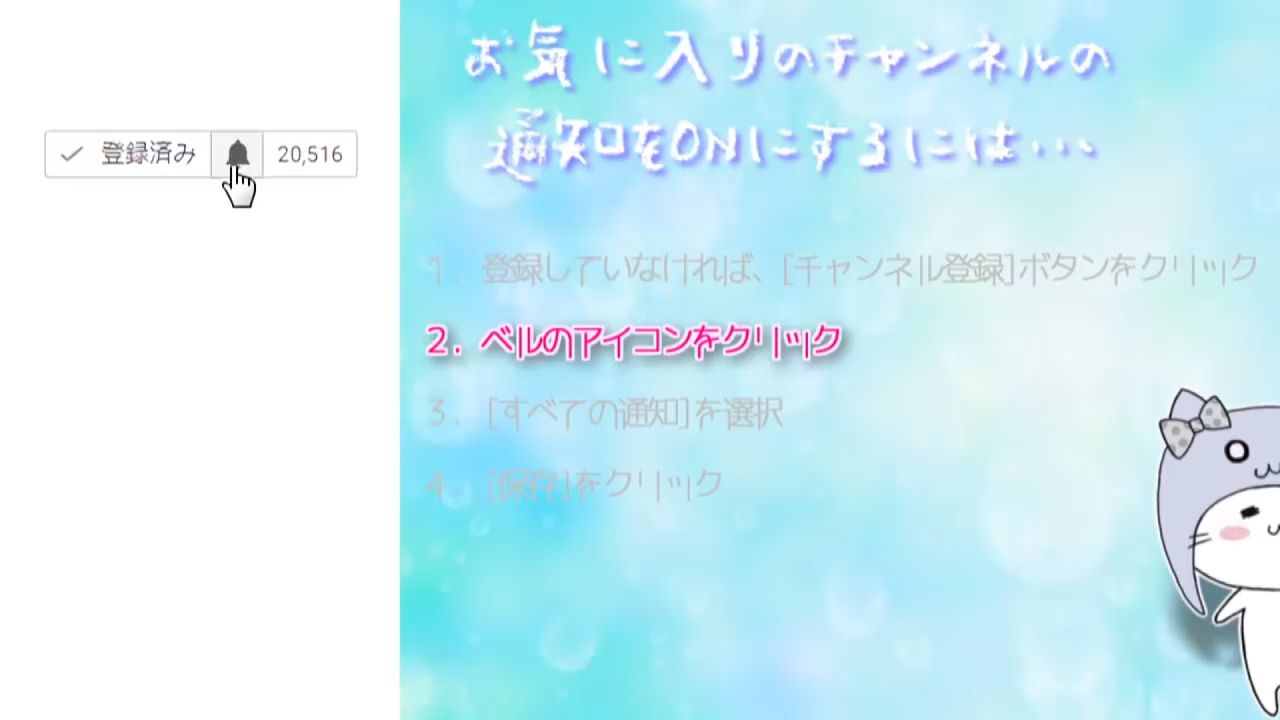 登録済み 20,516
お気に入りのチャンネルの
通知をONにするには…
1. 登録していなければ、[チャンネル登録]ボタンをクリック
2. ベルのアイコンをクリック
3. [すべての通知]を選択
4. [保存]をクリック